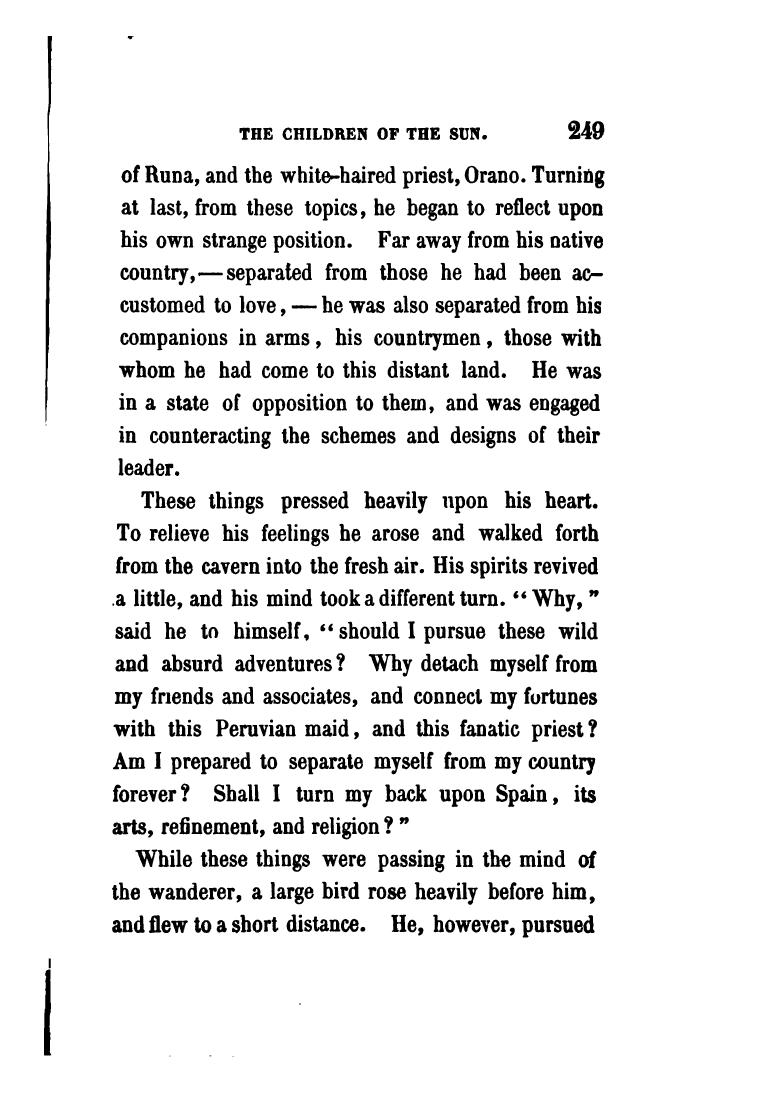 THE CHILDREN OF THE SUN. 249
of Runa, and the white-haired priest, Orano. Turning
at last, from these topics, he began to reflect upon
his own strange position. Far away from his native
country,—separated from those he had been ac-
customed to love, — he was also separated from his
companions in arms, his countrymen, those with
whom he had come to this distant land. He was
in a state of opposition to them, and was engaged
in counteracting the schemes and designs of their
leader.
These things pressed heavily upon his heart.
To relieve his feelings he arose and walked forth
from the cavern into the fresh air. His spirits revived
a little, and his mind took a different turn. “ Why, ”
said he to himself, “ should I pursue these wild
and absurd adventures? Why detach myself from
my friends and associates, and connect my fortunes
with this Peruvian maid, and this fanatic priest?
Am I prepared to separate myself from my country
forever? Shall I turn my back upon Spain, its
arts, refinement, and religion? ”
While these things were passing in the mind of
the wanderer, a large bird rose heavily before him,
and flew to a short distance. He, however, pursued